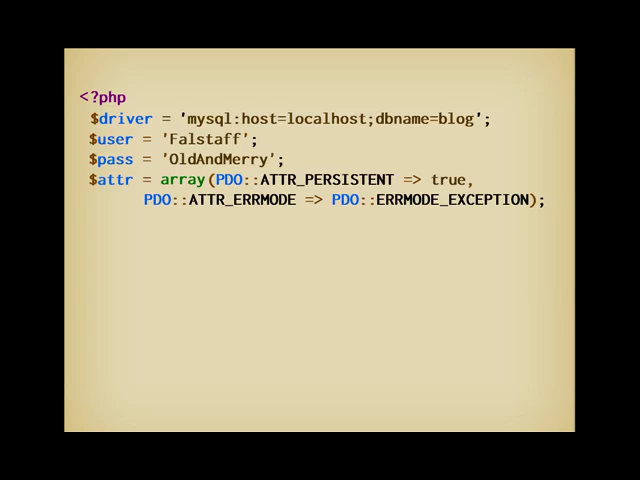 <?php
$driver = 'mysql:host=localhost;dbname=blog';
$user = 'Falstaff';
$pass = 'OldAndMerry';
$attr = array(PDO::ATTR_PERSISTENT => true,
PDO::ATTR_ERRMODE => PDO::ERRMODE_EXCEPTION);